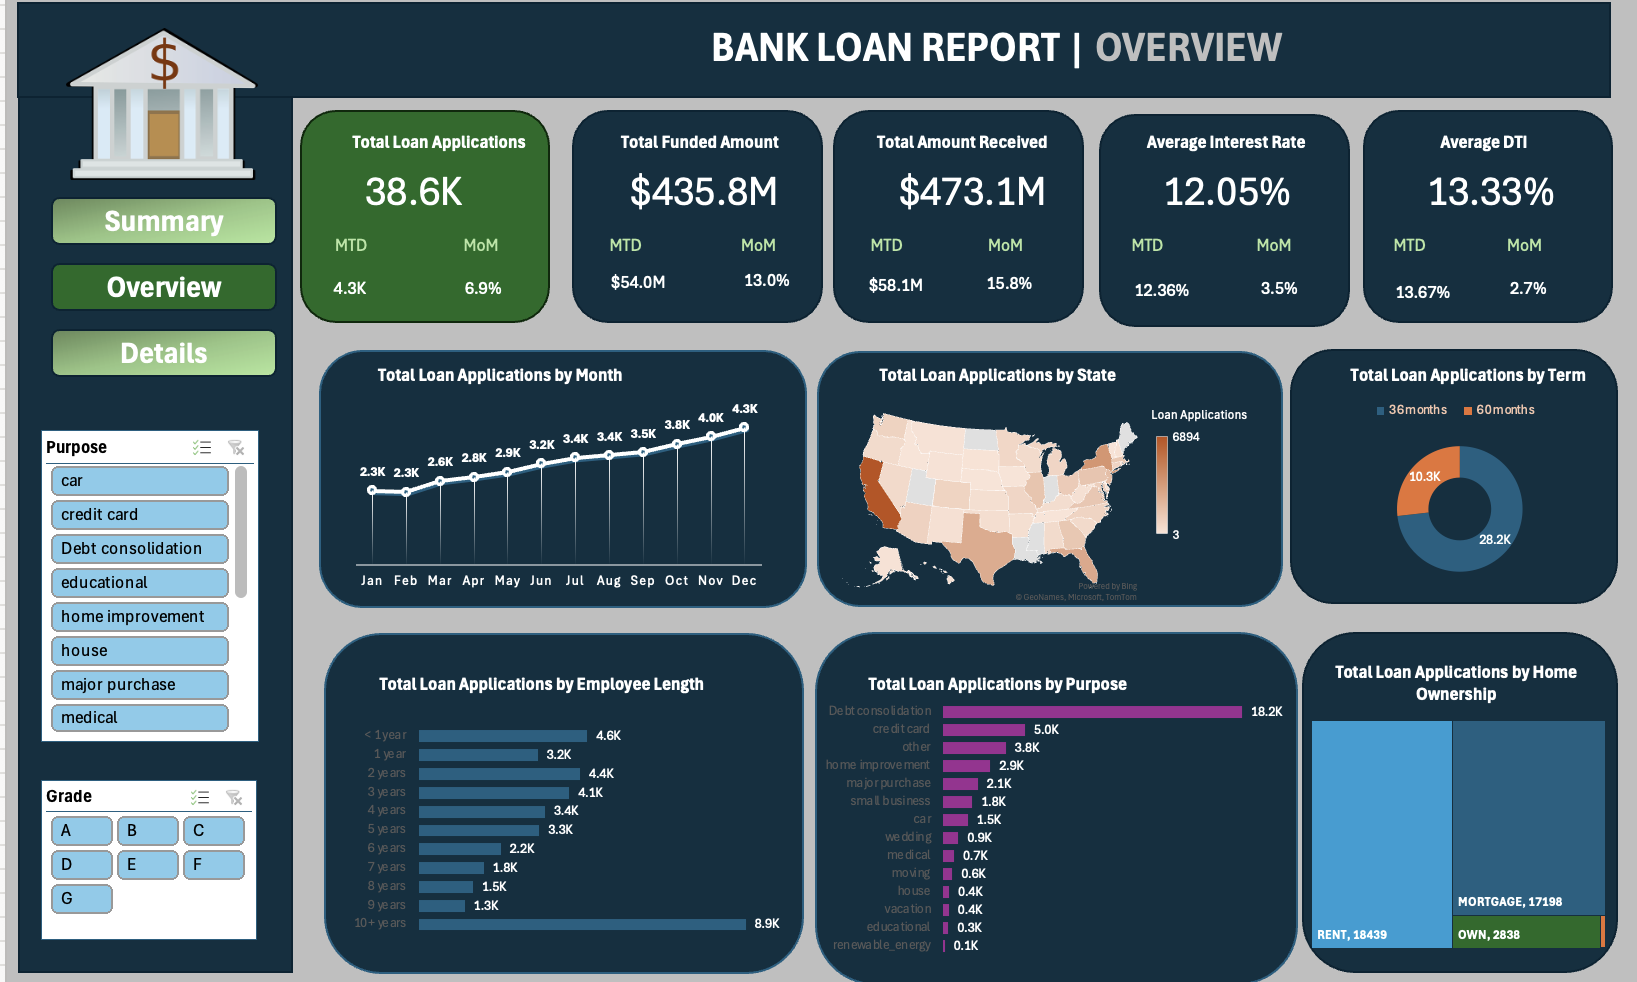 $
BANK LOAN REPORT | OVERVIEW
Summary
Overview
Details
Total Loan Applications
38.6K
MTD MoM
4.3K 6.9%
Total Funded Amount
$435.8M
MTD MoM
$54.0M 13.0%
Total Amount Received
$473.1M
MTD MoM
$58.1M 15.8%
Average Interest Rate
12.05%
MTD MoM
12.36% 3.5%
Average DTI
13.33%
MTD MoM
13.67% 2.7%
Purpose
car
credit card
Debt consolidation
educational
home improvement
house
major purchase
medical
Grade
A B C
D E F
G
Total Loan Applications by Month
2.3K 2.3K 2.6K 2.8K 2.9K 3.2K 3.4K 3.4K 3.5K 3.8K 4.0K 4.3K
Jan Feb Mar Apr May Jun Jul Aug Sep Oct Nov Dec
Total Loan Applications by State
Loan Applications
6894
3
Powered by Bing
© GeoNames, Microsoft, TomTom
Total Loan Applications by Term
36months 60months
10.3K
28.2K
Total Loan Applications by Employee Length
< 1 year 4.6K
1 year 3.2K
2 years 4.4K
3 years 4.1K
4 years 3.4K
5 years 3.3K
6 years 2.2K
7 years 1.8K
8 years 1.5K
9 years 1.3K
10+ years 8.9K
Total Loan Applications by Purpose
Debt consolidation 18.2K
credit card 5.0K
other 3.8K
home improvement 2.9K
major purchase 2.1K
small business 1.8K
car 1.5K
wedding 0.9K
medical 0.7K
moving 0.6K
house 0.4K
vacation 0.4K
educational 0.3K
renewable_energy 0.1K
Total Loan Applications by Home
Ownership
MORTGAGE, 17198
RENT, 18439
OWN, 2838